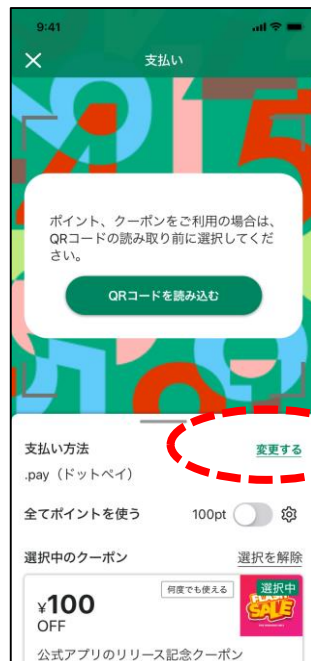 9:41
支払い
ポイント、クーポンをご利用の場合は、
QRコードの読み取り前に選択してくだ
さい。
QRコードを読み込む
支払い方法
変更する
.pay（ドットペイ）
全てポイントを使う
100pt
選択中のクーポン
選択を解除
何度でも使える
選択中
¥100
OFF
FLASH
SALE
公式アプリのリリース記念クーポン